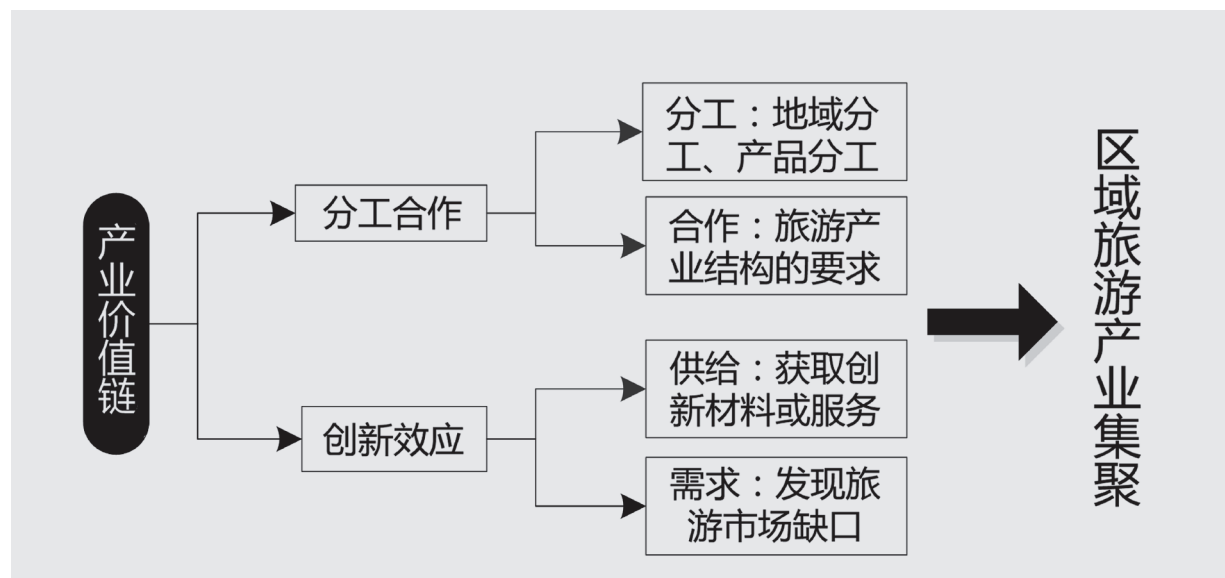 产业价值链
分工合作
分工：地域分
工、产品分工
合作：旅游产
业结构的要求
创新效应
供给：获取创
新材料或服务
需求：发现旅
游市场缺口
区域旅游产业集聚